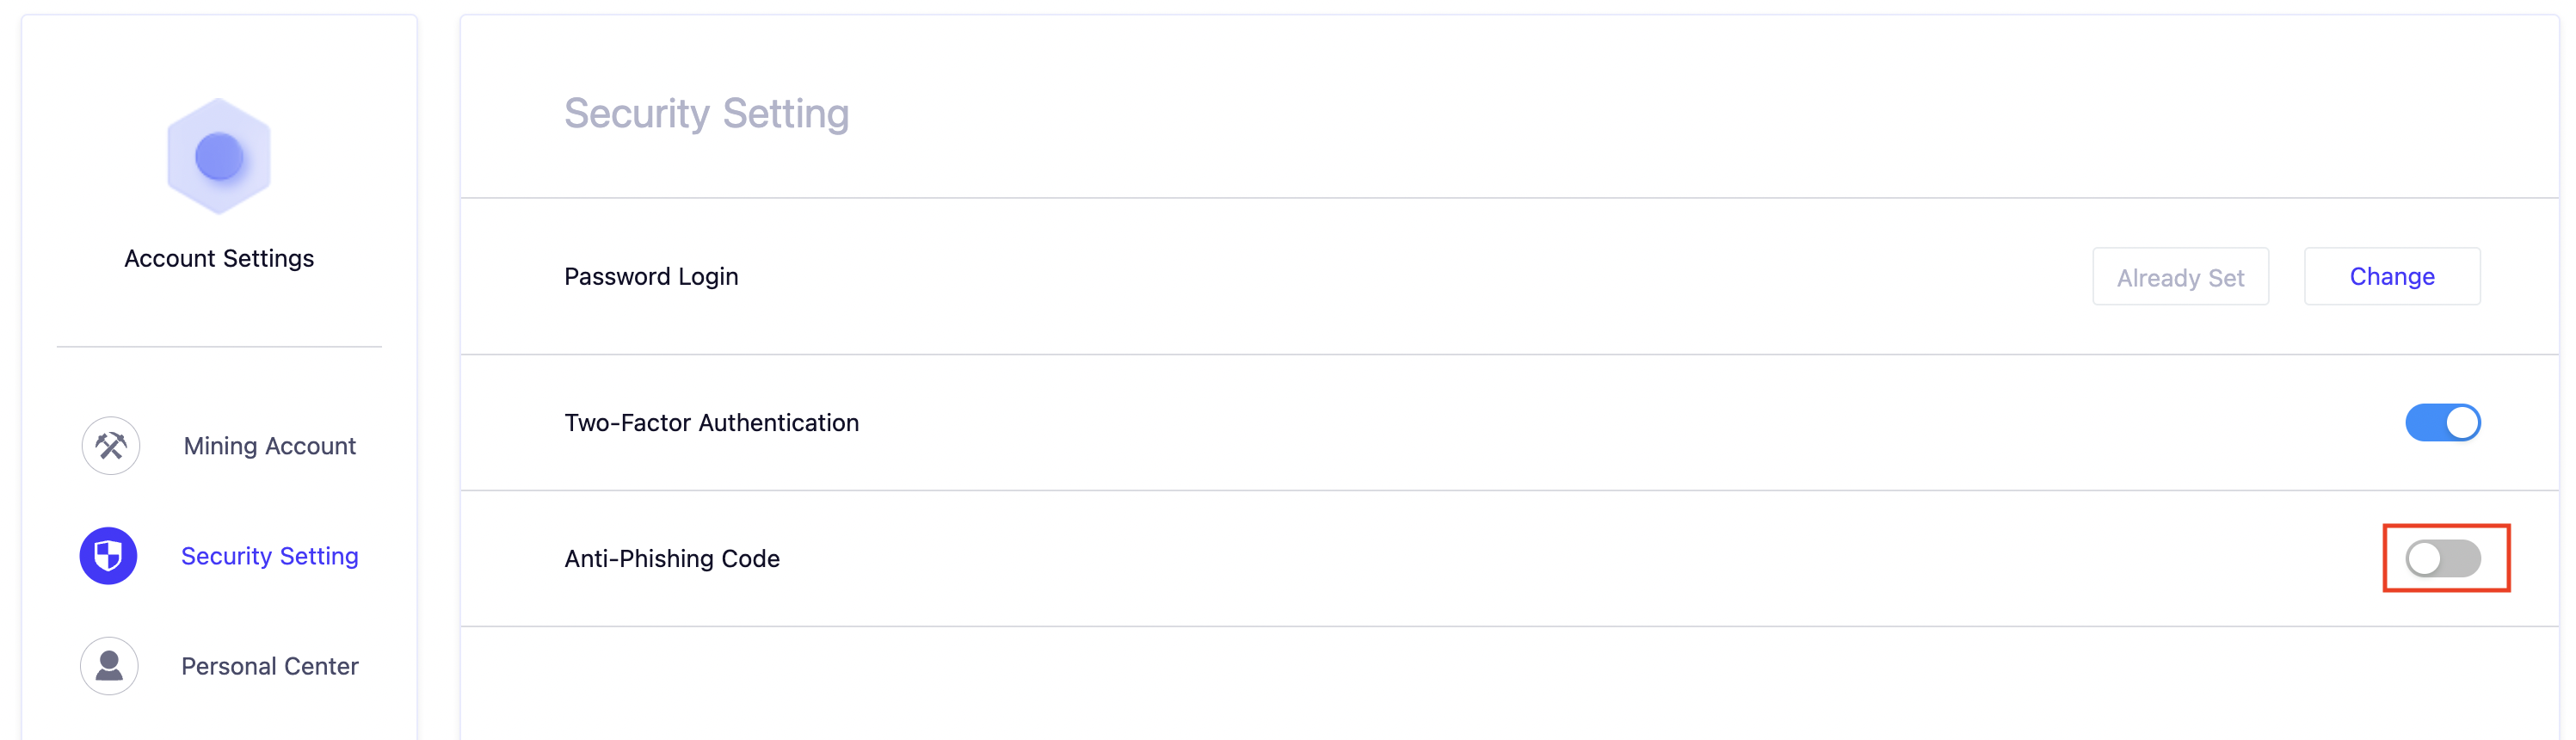 Account Settings
Mining Account
Security Setting
Personal Center
Security Setting
Password Login
Already Set
Change
Two-Factor Authentication
Anti-Phishing Code